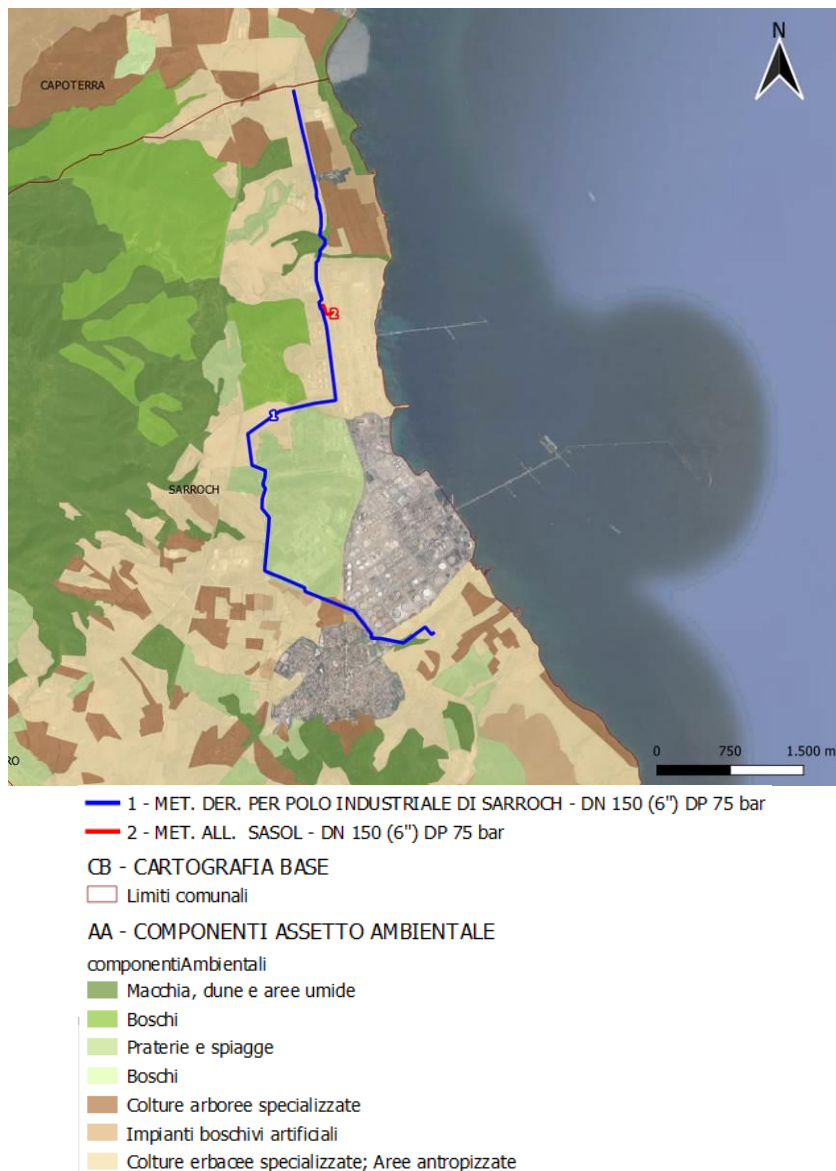 N
CAPOTERRA
2
1
SARROCH
RO
0 750 1.500 m
1 - MET. DER. PER POLO INDUSTRIALE DI SARROCH - DN 150 (6") DP 75 bar
2 - MET. ALL. SASOL - DN 150 (6") DP 75 bar
CB - CARTOGRAFIA BASE
Limiti comunali
AA - COMPONENTI ASSETTO AMBIENTALE
componentiAmbientali
Macchia, dune e aree umide
Boschi
Praterie e spiagge
Boschi
Colture arboree specializzate
Impianti boschivi artificiali
Colture erbacee specializzate; Aree antropizzate